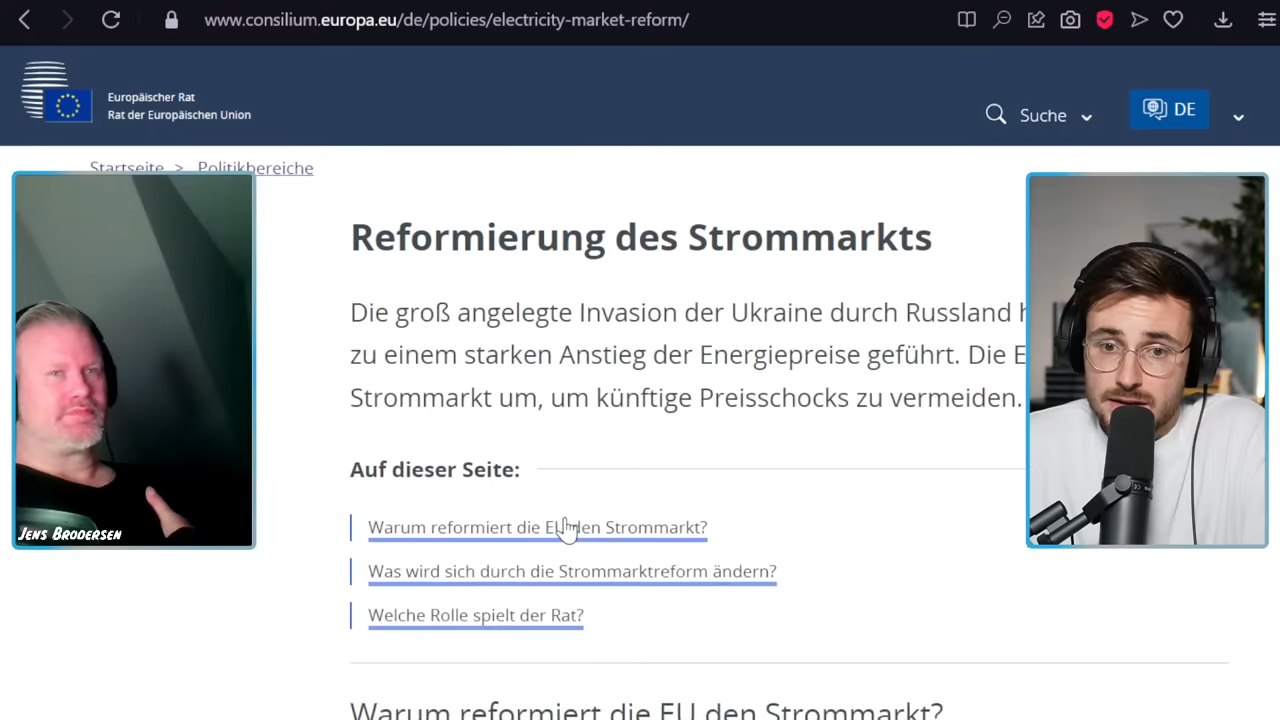 www.consilium.europa.eu/de/policies/electricity-market-reform/
Europäischer Rat
Rat der Europäischen Union
Suche
DE
Startseite > Politikbereiche
Reformierung des Strommarkts
Die groß angelegte Invasion der Ukraine durch Russland
zu einem starken Anstieg der Energiepreise geführt. Die
Strommarkt um, um künftige Preisschocks zu vermeiden.
Auf dieser Seite:
Warum reformiert die EU den Strommarkt?
Was wird sich durch die Strommarktreform ändern?
Welche Rolle spielt der Rat?
Warum reformiert die EU den Strommarkt?
Jens Brodersen